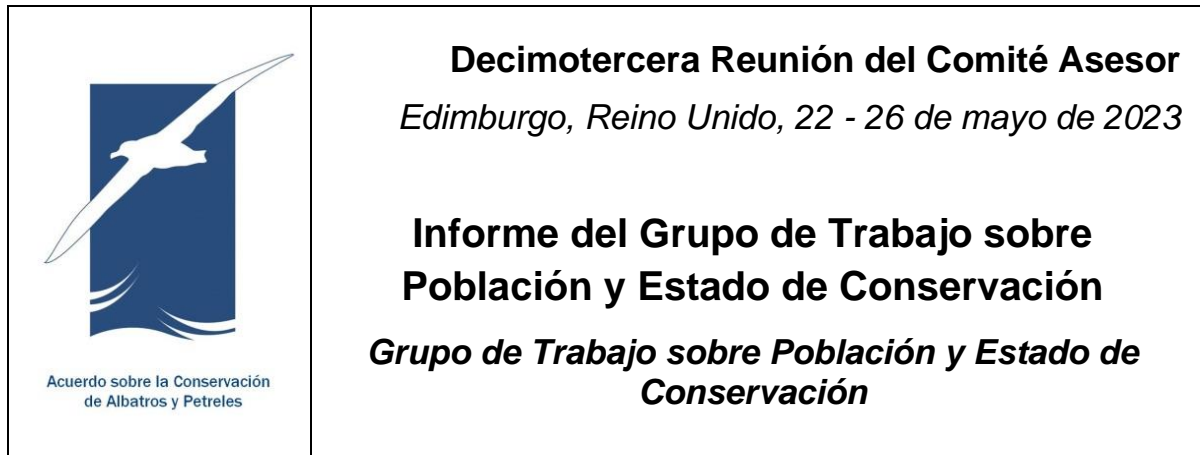 Acuerdo sobre la Conservación
de Albatros y Petreles
Decimotercera Reunión del Comité Asesor
Edimburgo, Reino Unido, 22 - 26 de mayo de 2023
Informe del Grupo de Trabajo sobre
Población y Estado de Conservación
Grupo de Trabajo sobre Población y Estado de
Conservación